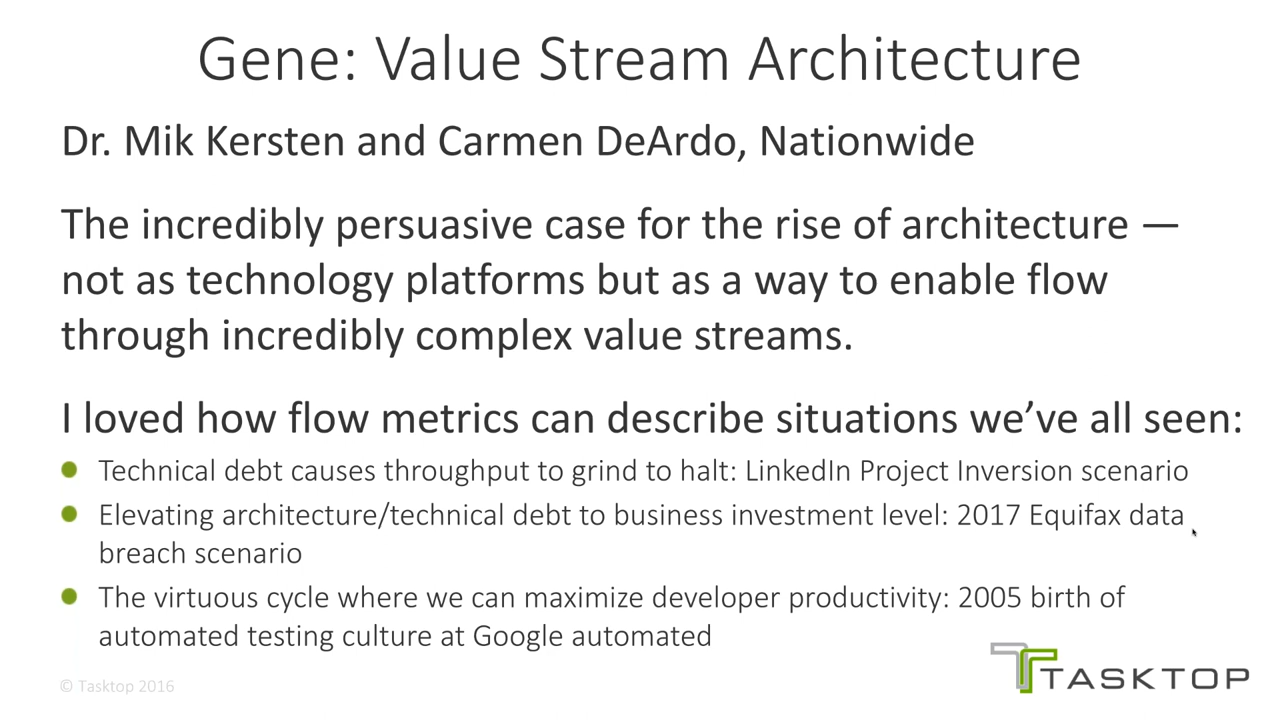 Gene: Value Stream Architecture
Dr. Mik Kersten and Carmen DeArdo, Nationwide
The incredibly persuasive case for the rise of architecture —
not as technology platforms but as a way to enable flow
through incredibly complex value streams.
I loved how flow metrics can describe situations we’ve all seen:
Technical debt causes throughput to grind to halt: LinkedIn Project Inversion scenario
Elevating architecture/technical debt to business investment level: 2017 Equifax data
breach scenario
The virtuous cycle where we can maximize developer productivity: 2005 birth of
automated testing culture at Google automated
© Tasktop 2016
TASKTOP